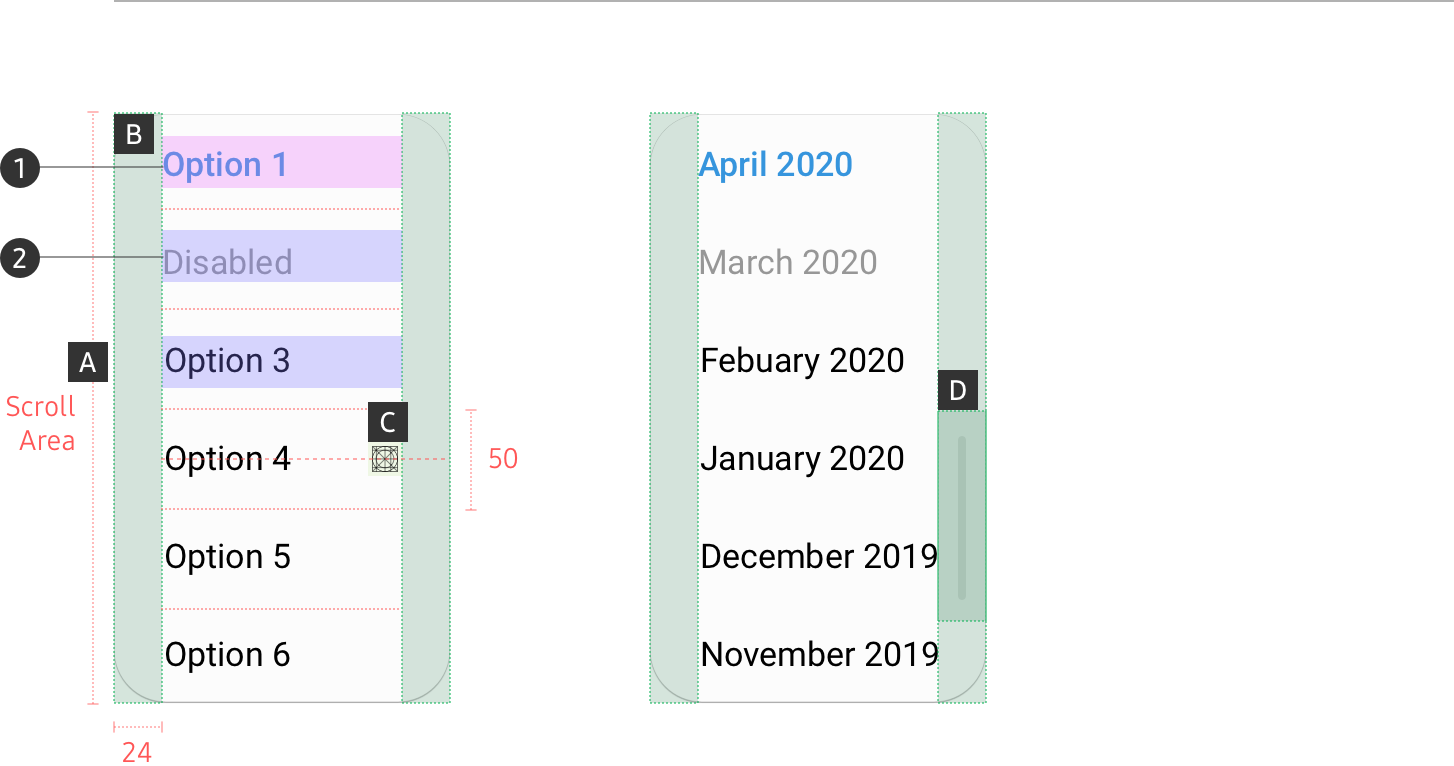 B
1
Option 1
2
Disabled
A
Option 3
Scroll
Area
C
Option 4
50
Option 5
Option 6
24
April 2020
March 2020
Febuary 2020
D
January 2020
December 2019
November 2019